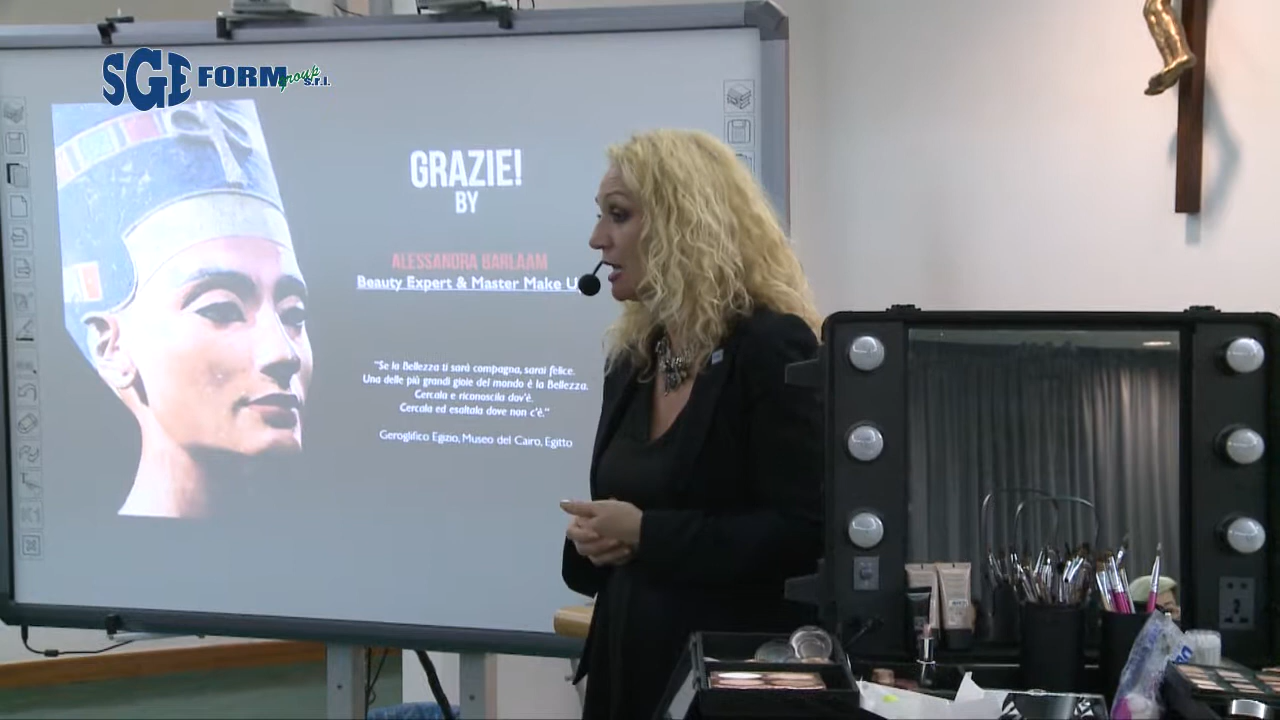 SGI FORM group s.r.l.
GRAZIE!
BY
ALESSANDRA BARLAAM
Beauty Expert & Master Make U
"Se la Bellezza ti sarà compagna, sarai felice.
Una delle più grandi gioie del mondo è la Bellezza.
Cercala e riconoscila dov'è.
Cercala ed esaltala dove non c'è."
Geroglifico Egizio, Museo del Cairo, Egitto